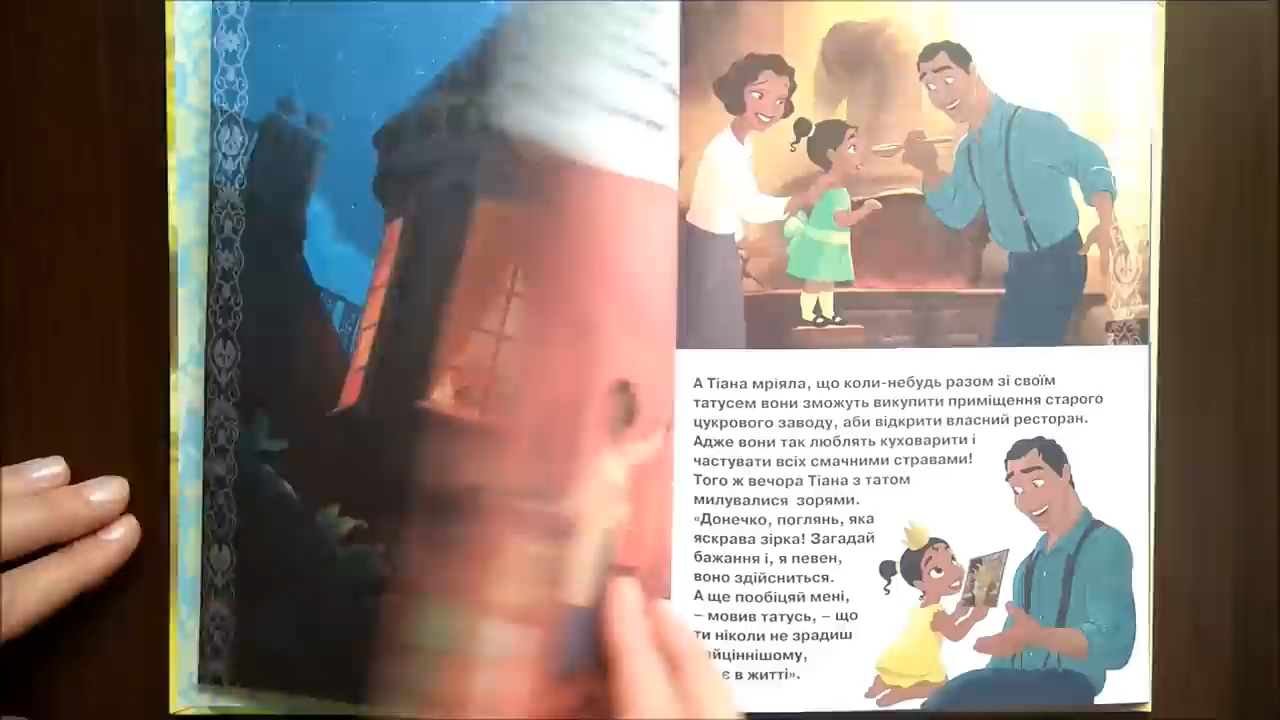 А Тіана мріяла, що коли-небудь разом зі своїм
татусем вони зможуть викупити приміщення старого
цукрового заводу, аби відкрити власний ресторан.
Адже вони так люблять куховарити і
частувати всіх смачними стравами!
Того ж вечора Тіана з татом
милувалися зорями.
«Донечко, поглянь, яка
яскрава зірка! Загадай
бажання і, я певен,
воно здійсниться.
А ще пообіцяй мені,
– мовив татусь, – що
ти ніколи не зрадиш
є в житті».